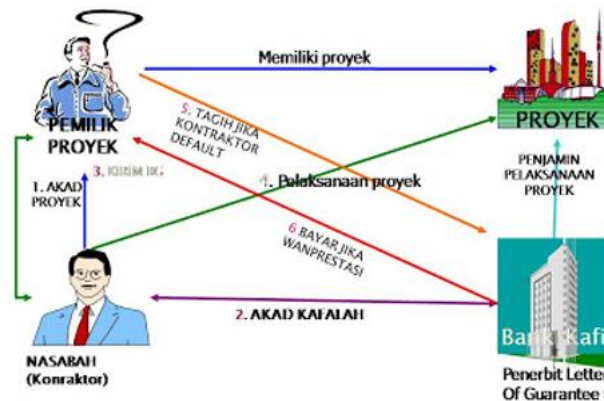 Memiliki proyek
PEMILIK
PROYEK
PROYEK
5. TAGIH JIKA
KONTRAKTOR
DEFAULT
3. KIRIM BG
1. AKAD
PROYEK
4. Pelaksanaan proyek
PENJAMIN
PELAKSANAAN
PROYEK
6 BAYAR JIKA
WANPRESTASI
2. AKAD KAFALAH
Bank Kafi
NASABAH
(Konraktor)
Penerbit Letter
Of Guarantee